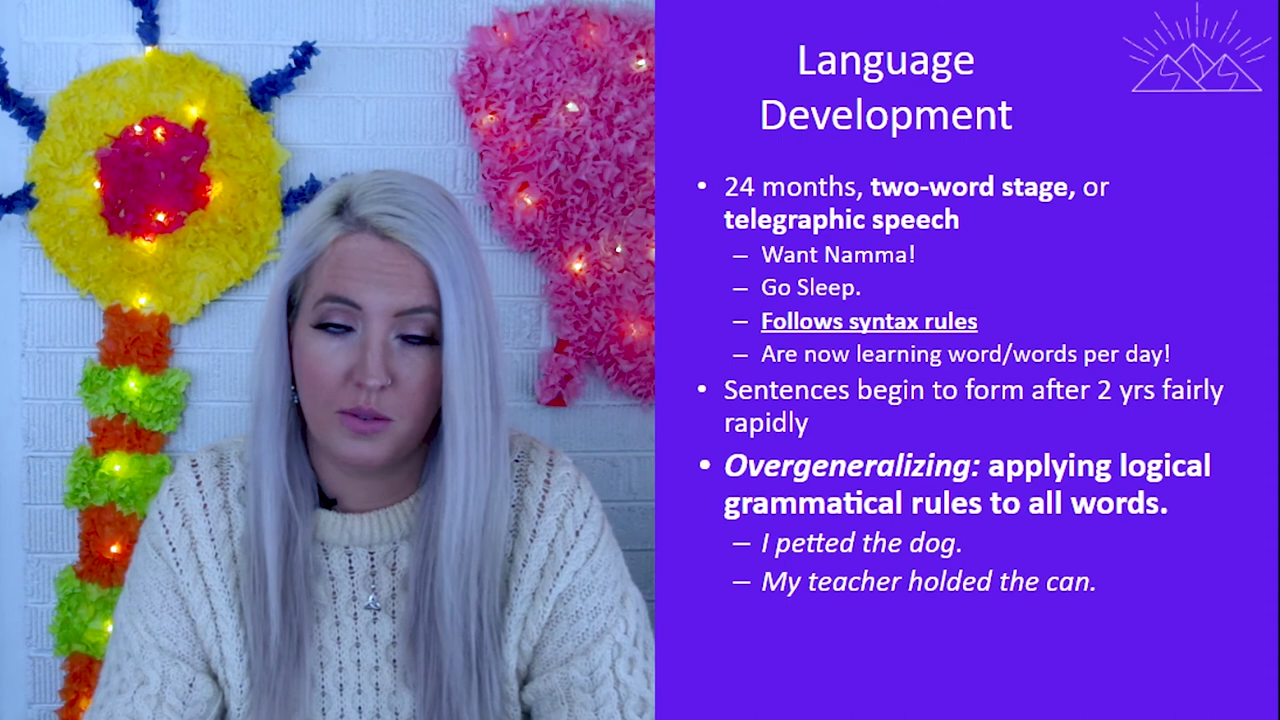 Language
Development
• 24 months, two-word stage, or
telegraphic speech
– Want Namma!
– Go Sleep.
– Follows syntax rules
– Are now learning word/words per day!
• Sentences begin to form after 2 yrs fairly
rapidly
• Overgeneralizing: applying logical
grammatical rules to all words.
– I petted the dog.
– My teacher holded the can.